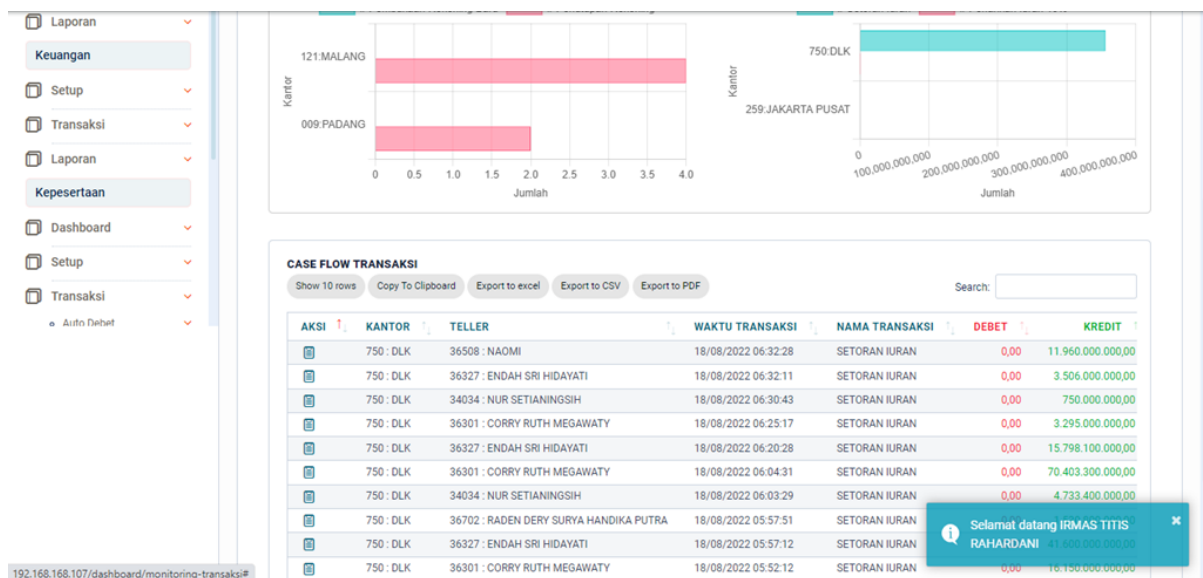 Laporan
Keuangan
Setup
Transaksi
Laporan
Kepesertaan
Dashboard
Setup
Transaksi
Auto Debet
Kantor
121:MALANG
009:PADANG
0 0.5 1.0 1.5 2.0 2.5 3.0 3.5 4.0
Jumlah
Kantor
750:DLK
259:JAKARTA PUSAT
0 100,000,000,000 200,000,000,000 300,000,000,000 400,000,000,000
Jumlah
CASE FLOW TRANSAKSI
Show 10 rows Copy To Clipboard Export to excel Export to CSV Export to PDF Search:
AKSI KANTOR TELLER WAKTU TRANSAKSI NAMA TRANSAKSI DEBET KREDIT
750 : DLK 36508 : NAOMI 18/08/2022 06:32:28 SETORAN IURAN 0,00 11.960.000.000,00
750 : DLK 36327 : ENDAH SRI HIDAYATI 18/08/2022 06:32:11 SETORAN IURAN 0,00 3.506.000.000,00
750 : DLK 34034 : NUR SETIANINGSIH 18/08/2022 06:30:43 SETORAN IURAN 0,00 750.000.000,00
750 : DLK 36301 : CORRY RUTH MEGAWATY 18/08/2022 06:25:17 SETORAN IURAN 0,00 3.295.000.000,00
750 : DLK 36327 : ENDAH SRI HIDAYATI 18/08/2022 06:20:28 SETORAN IURAN 0,00 15.798.100.000,00
750 : DLK 36301 : CORRY RUTH MEGAWATY 18/08/2022 06:04:31 SETORAN IURAN 0,00 70.403.300.000,00
750 : DLK 34034 : NUR SETIANINGSIH 18/08/2022 06:03:29 SETORAN IURAN 0,00 4.733.400.000,00
750 : DLK 36702 : RADEN DERY SURYA HANDIKA PUTRA 18/08/2022 05:57:51 SETORAN IURAN
750 : DLK 36327 : ENDAH SRI HIDAYATI 18/08/2022 05:57:12 SETORAN IURAN 41.600.000.000,00
750 : DLK 36301 : CORRY RUTH MEGAWATY 18/08/2022 05:52:12 SETORAN IURAN 0,00 16.150.000.000,00
Selamat datang IRMAS TITIS
RAHARDANI
192.168.168.107/dashboard/monitoring-transaksi#